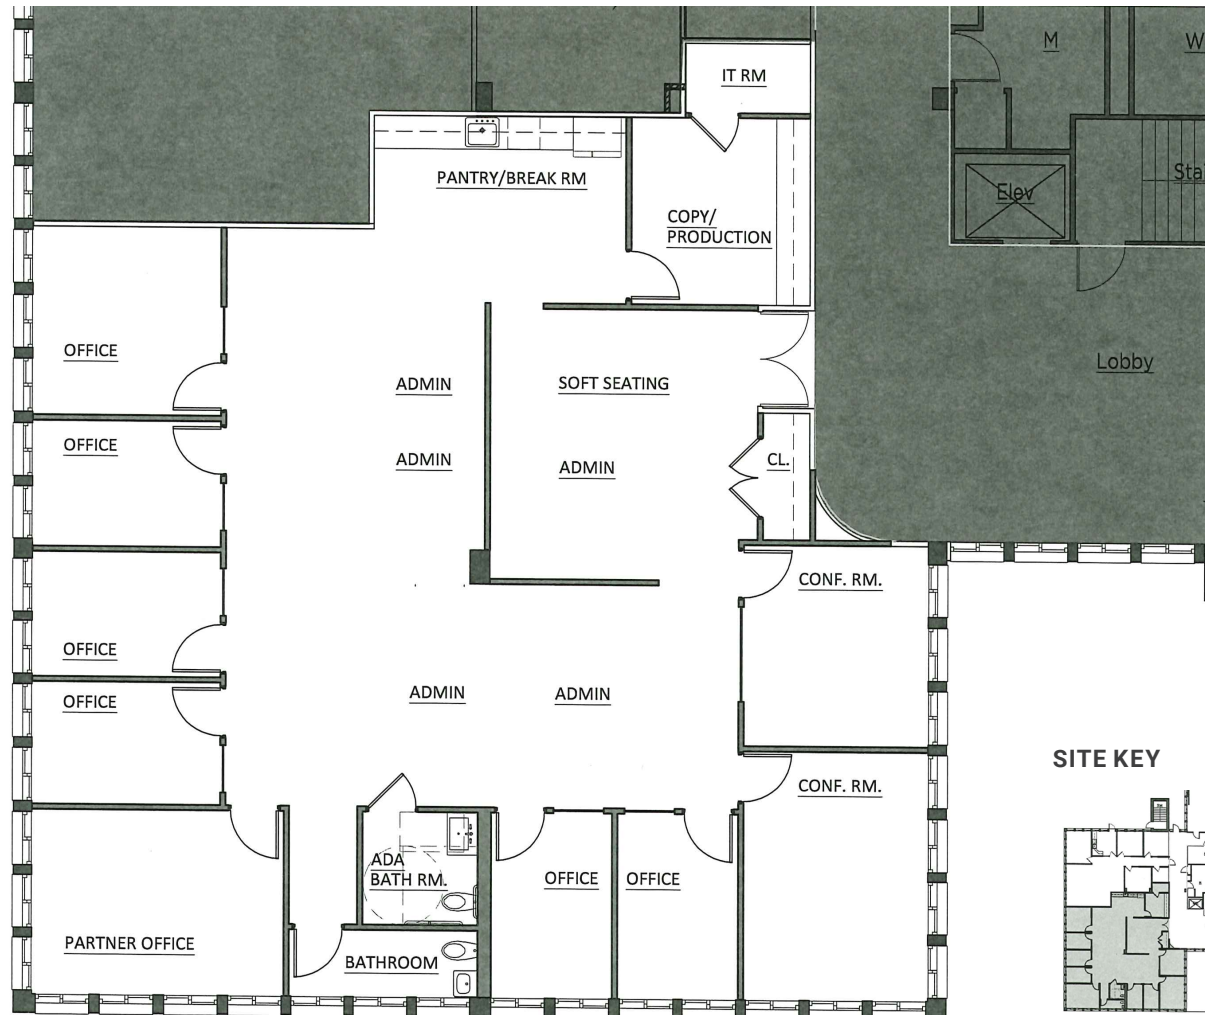 M
W
IT RM
PANTRY/BREAK RM
Elev
Sta
COPY/
PRODUCTION
OFFICE
Lobby
ADMIN
SOFT SEATING
OFFICE
ADMIN
ADMIN
CL.
CONF. RM.
OFFICE
OFFICE
ADMIN
ADMIN
SITE KEY
CONF. RM.
ADA
BATH RM.
OFFICE
OFFICE
PARTNER OFFICE
BATHROOM